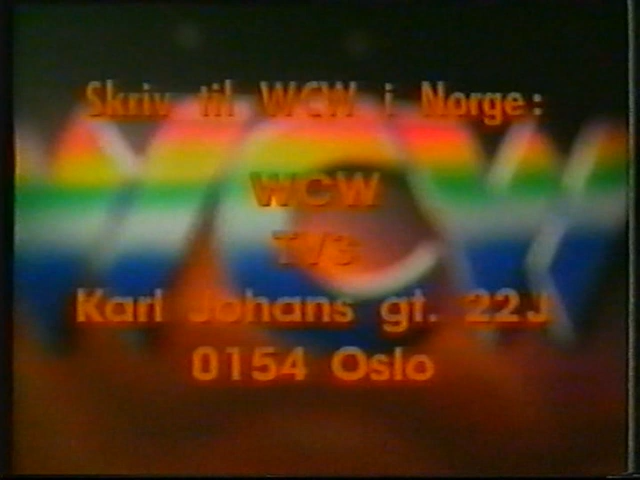 Skriv til WCW i Norge:
WCW
TV3
Karl Johans gt. 22J
0154 Oslo